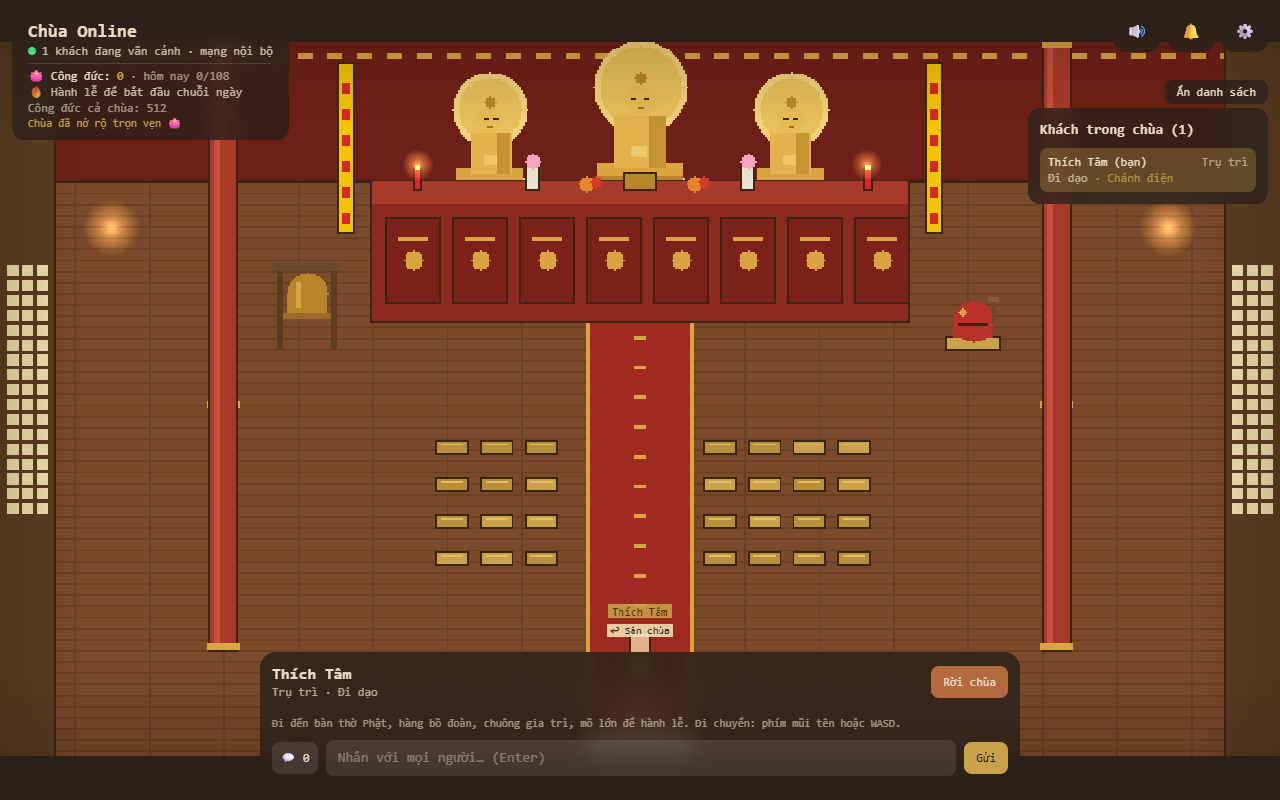 Chùa Online
1 khách đang vãn cảnh · mạng nội bộ
Công đức: 0 · hôm nay 0/108
Hành lễ để bắt đầu chuỗi ngày
Công đức cả chùa: 512
Chùa đã nở rộ trọn vẹn
Ẩn danh sách
Khách trong chùa (1)
Thích Tâm (bạn) Trụ trì
Đi dạo · Chánh điện
Thích Tâm
↩ Sân chùa
Thích Tâm
Trụ trì · Đi dạo
Rời chùa
Đi đến bàn thờ Phật, hàng bồ đoàn, chuông gia trì, mõ lớn để hành lễ. Di chuyển: phím mũi tên hoặc WASD.
0
Nhắn với mọi người… (Enter)
Gửi